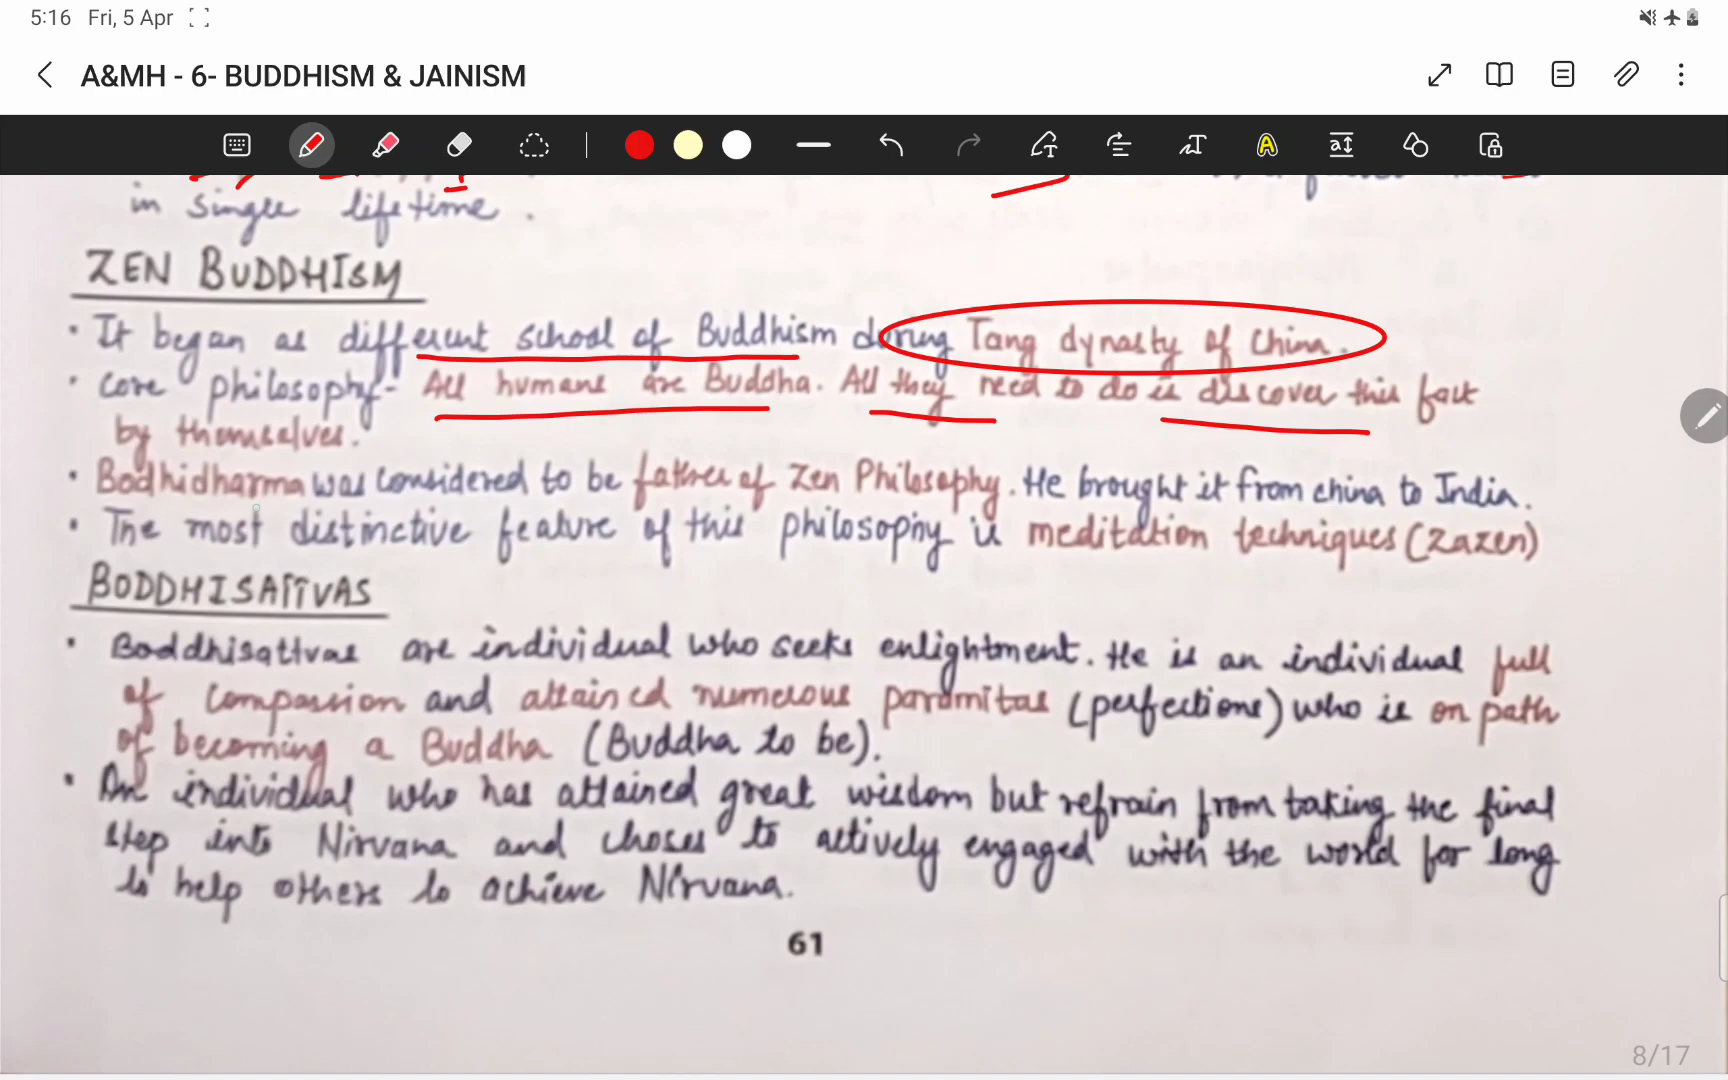 5:16 Fri, 5 Apr
A&MH - 6- BUDDHISM & JAINISM
in single lifetime.
ZEN BUDDHISM
• It began as different school of Buddhism during Tang dynasty of China.
• Core philosophy- All humans are Buddha. All they need to do is discover this fact
by themselves.
• Bodhidharma was considered to be father of Zen Philosophy. He brought it from china to India.
• The most distinctive feature of this philosophy is meditation techniques (Zazen)
BODDHISATTVAS
• Boddhisattvas are individual who seeks enlightment. He is an individual full
of compassion and attained numerous paramitas (perfections) who is on path
of becoming a Buddha (Buddha to be).
• An individual who has attained great wisdom but refrain from taking the final
step into Nirvana and choses to actively engaged with the world for long
to help others to achieve Nirvana.
61
8/17